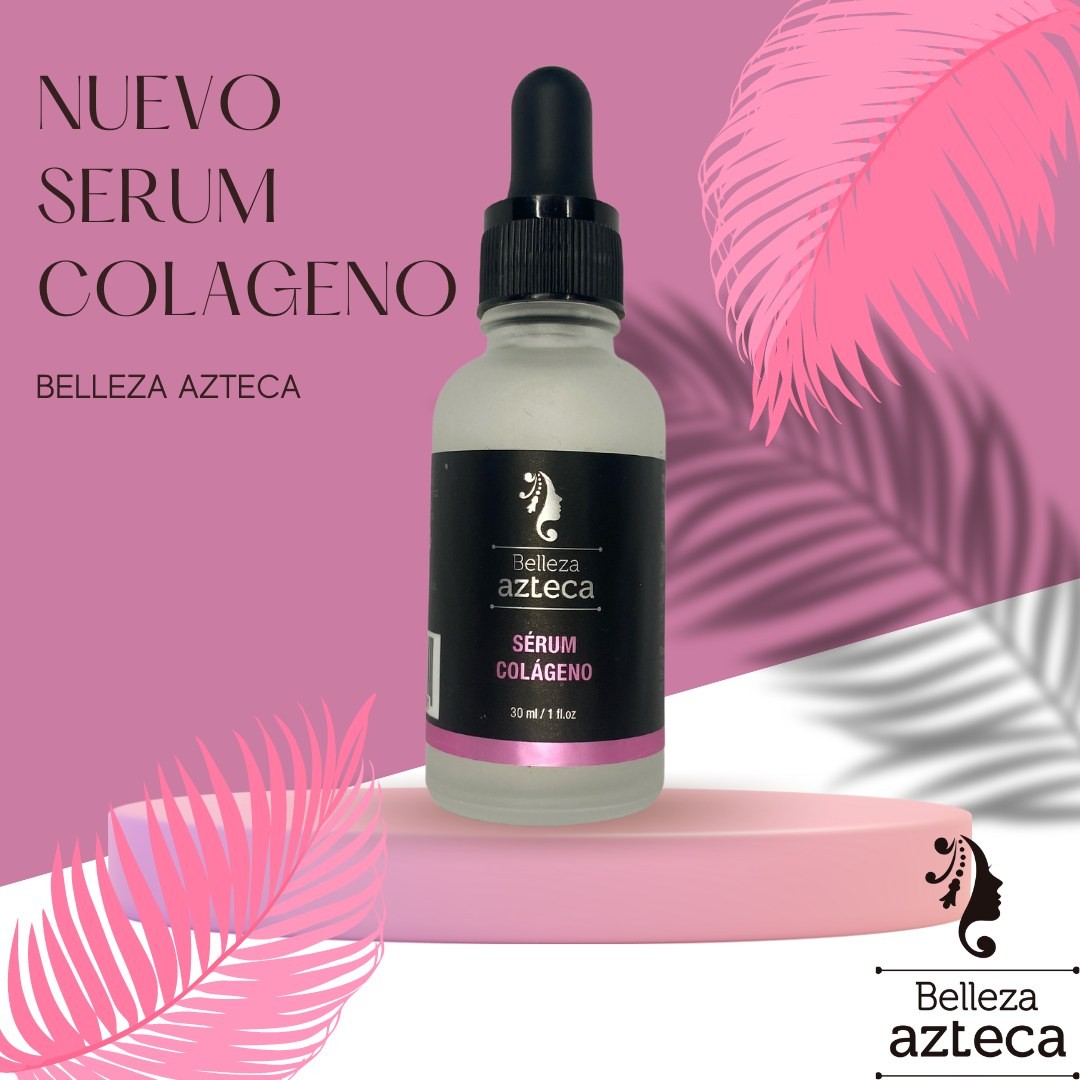 NUEVO
SERUM
COLAGENO
BELLEZA AZTECA
Belleza
azteca
SÉRUM
COLÁGENO
30 ml / 1 fl.oz
Belleza
azteca